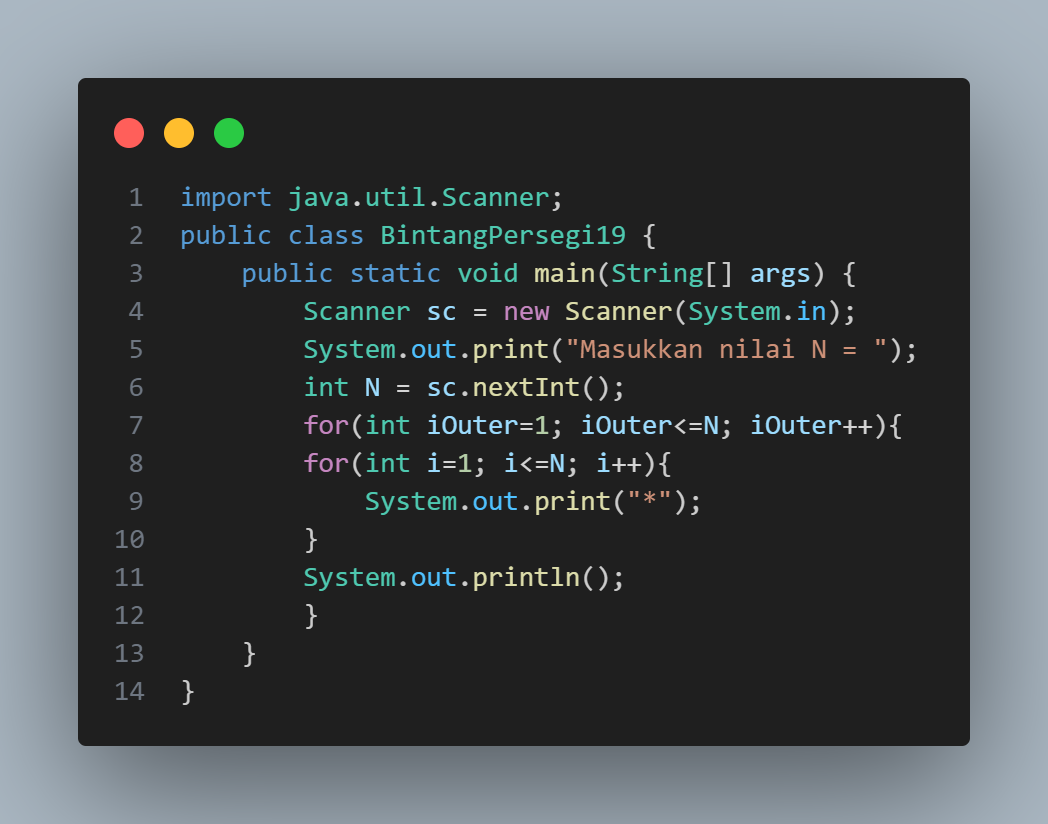 1 import java.util.Scanner;
2 public class BintangPersegi19 {
3     public static void main(String[] args) {
4         Scanner sc = new Scanner(System.in);
5         System.out.print("Masukkan nilai N = ");
6         int N = sc.nextInt();
7         for(int iOuter=1; iOuter<=N; iOuter++){
8         for(int i=1; i<=N; i++){
9             System.out.print("*");
10         }
11         System.out.println();
12         }
13     }
14 }